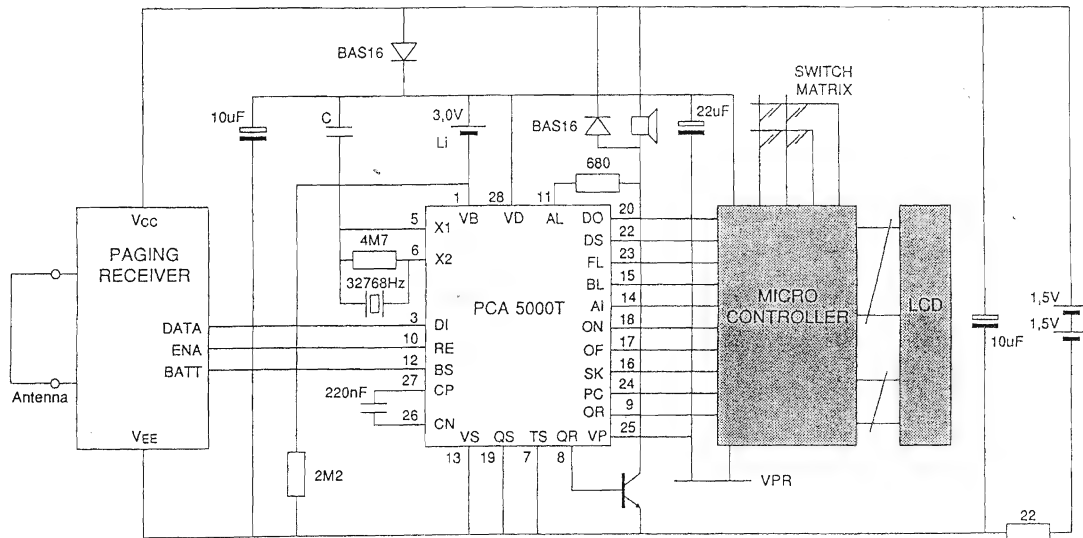 BAS16
SWITCH
MATRIX
10uF
C
3,0V
Li
BAS16
22uF
680
1
28
11
VB
VD
AL
5
X1
6
X2
4M7
32768Hz
PCA 5000T
3
DI
10
RE
12
BS
27
CP
26
CN
220nF
DO
20
DS
22
FL
23
BL
15
Ai
14
ON
18
OF
17
SK
16
PC
24
OR
9
VP
25
VS
QS
TS
QR
13
19
7
8
VCC
PAGING
RECEIVER
DATA
ENA
BATT
VEE
Antenna
2M2
MICRO
CONTROLLER
LCD
VPR
10uF
1,5V
1,5V
22